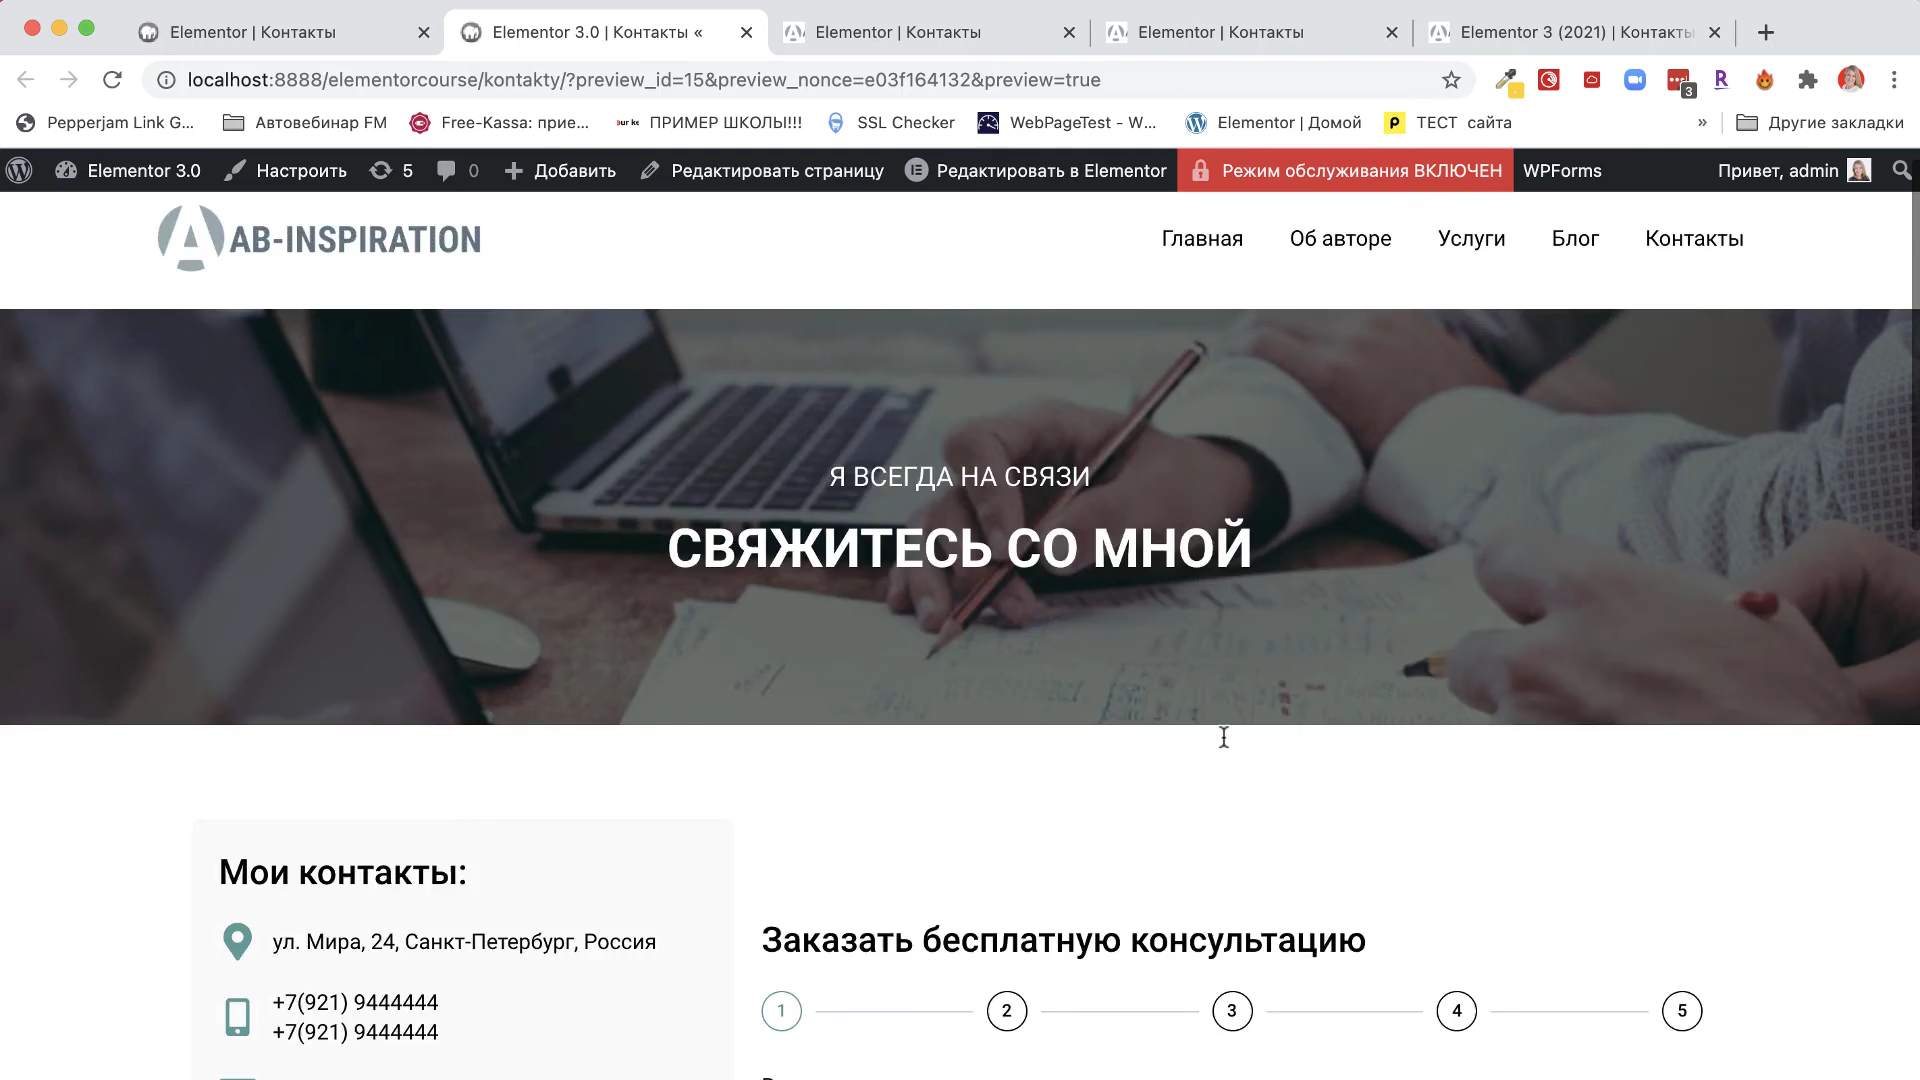 Elementor | Контакты
Elementor 3.0 | Контакты «
Elementor | Контакты
Elementor | Контакты
Elementor 3 (2021) | Контакты
localhost:8888/elementorcourse/kontakty/?preview_id=15&preview_nonce=e03f164132&preview=true
3
Pepperjam Link G...
Автовебинар FM
Free-Kassa: прие...
ПРИМЕР ШКОЛЫ!!!
SSL Checker
WebPageTest - W...
Elementor | Домой
ТЕСТ сайта
»
Другие закладки
Elementor 3.0
Настроить
5
0
Добавить
Редактировать страницу
Редактировать в Elementor
Режим обслуживания ВКЛЮЧЕН
WPForms
Привет, admin
AB-INSPIRATION
Главная
Об авторе
Услуги
Блог
Контакты
Я ВСЕГДА НА СВЯЗИ
СВЯЖИТЕСЬ СО МНОЙ
Мои контакты:
ул. Мира, 24, Санкт-Петербург, Россия
+7(921) 9444444
+7(921) 9444444
Заказать бесплатную консультацию
1
2
3
4
5